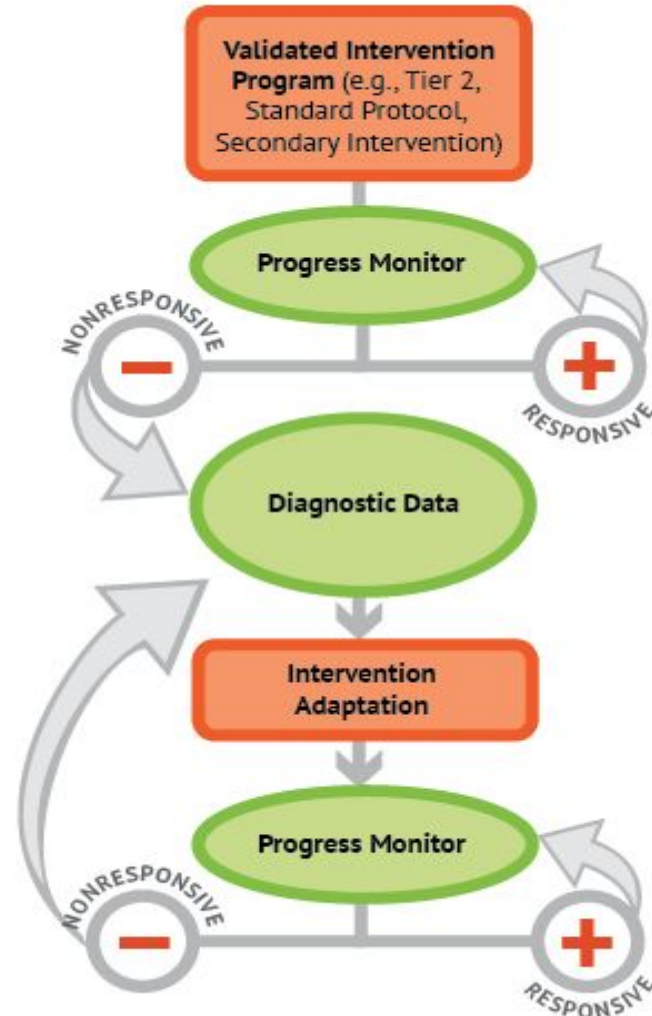 Validated Intervention
Program (e.g., Tier 2,
Standard Protocol,
Secondary Intervention)
Progress Monitor
NONRESPONSIVE
RESPONSIVE
Diagnostic Data
Intervention
Adaptation
Progress Monitor
NONRESPONSIVE
RESPONSIVE